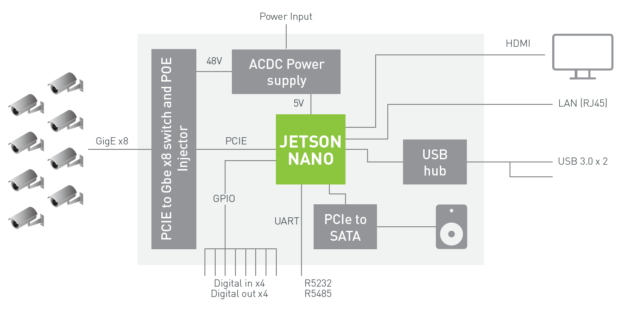 Power Input
HDMI
48V
ACDC Power
supply
5V
LAN (RJ45)
GigE x8
PCIE to Gbe x8 switch and POE
Injector
PCIE
JETSON
NANO
USB
hub
USB 3.0 x 2
GPIO
UART
PCIe to
SATA
Digital in x4
Digital out x4
R5232
R5485